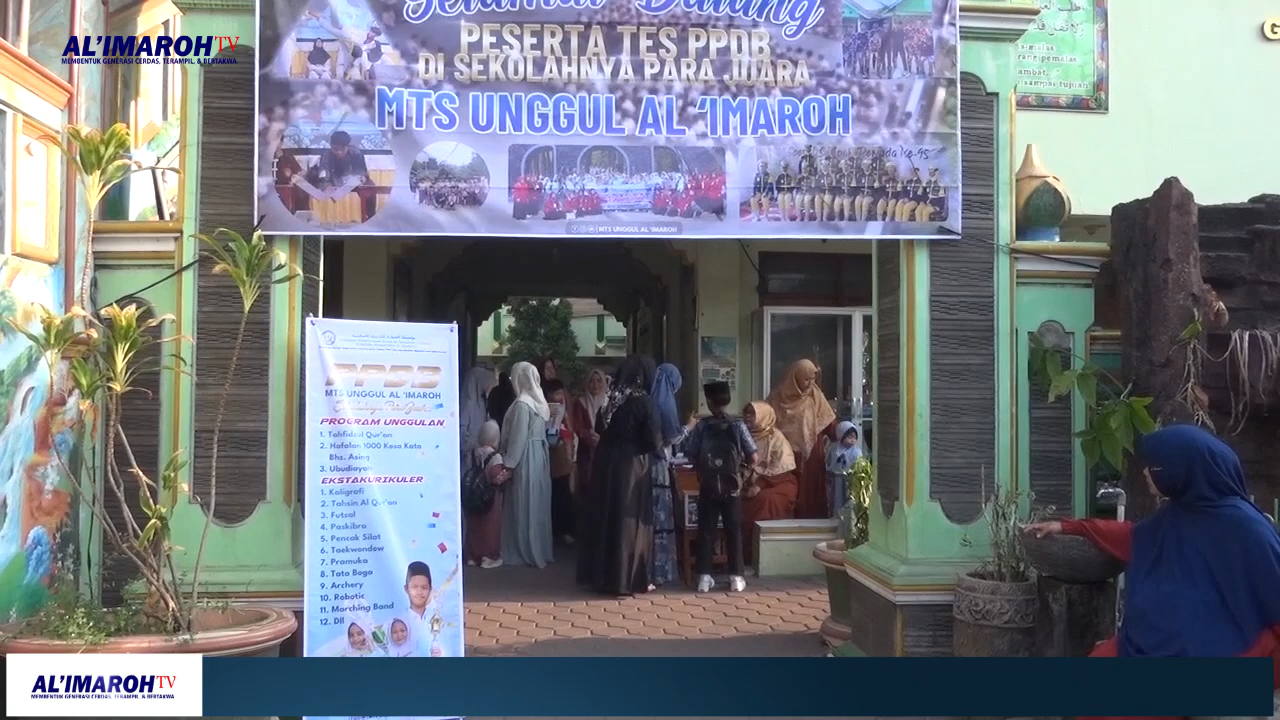 AL'IMAROH TV
MEMBENTUK GENERASI CERDAS, TERAMPIL, & BERTAKWA
Selamat Datang
PESERTA TES PPDB
DI SEKOLAHNYA PARA JUARA
MTS UNGGUL AL 'IMAROH
MTS UNGGUL AL 'IMAROH
PPDB
MTS UNGGUL AL 'IMAROH
PROGRAM UNGGULAN
1. Tahfidzul Qur'an
2. Hafalan 1000 Kosa Kata
Bhs. Asing
3. Ubudiayah
EKSTAKURIKULER
1. Kaligrafi
2. Tahsin Al Qur'an
3. Futsal
4. Paskibra
5. Pencak Silat
6. Taekwondow
7. Pramuka
8. Tata Boga
9. Archery
10. Robotic
11. Marching Band
12. Dll
AL'IMAROH TV
MEMBENTUK GENERASI CERDAS, TERAMPIL, & BERTAKWA